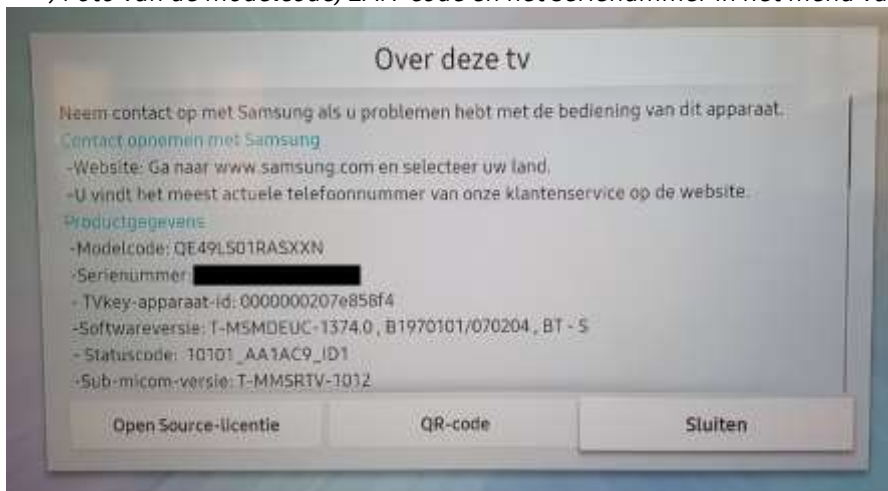 Over deze tv
Neem contact op met Samsung als u problemen hebt met de bediening van dit apparaat.
Contact opnemen met Samsung
-Website: Ga naar www.samsung.com en selecteer uw land.
-U vindt het meest actuele telefoonnummer van onze klantenservice op de website.
Productgegevens
-Modelcode: QE49LS01RASXXN
-Serienummer:
- TVkey-apparaat-id: 0000000207e858f4
-Softwareversie: T-MSMDEUC-1374.0, B1970101/070204, BT - S
- Statuscode: 10101_AA1AC9_ID1
-Sub-micom-versie: T-MMSRTV-1012
Open Source-licentie
QR-code
Sluiten